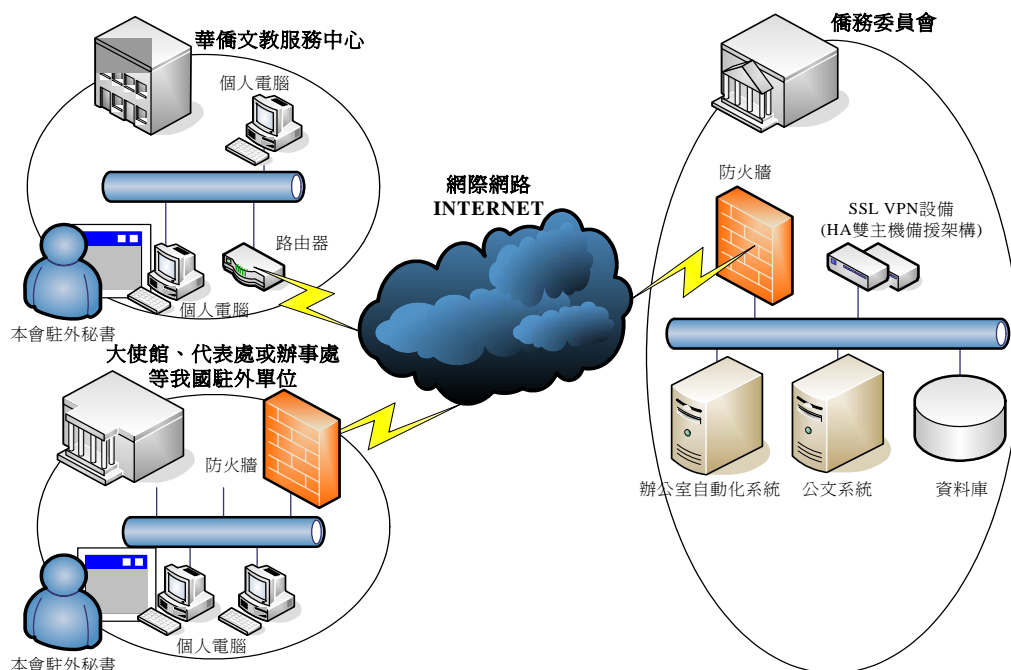 華僑文教服務中心
個人電腦
路由器
個人電腦
本會駐外秘書
大使館、代表處或辦事處
等我國駐外單位
防火牆
個人電腦
本會駐外秘書
網際網路
INTERNET
僑務委員會
防火牆
SSL VPN設備
(HA雙主機備援架構)
辦公室自動化系統
公文系統
資料庫